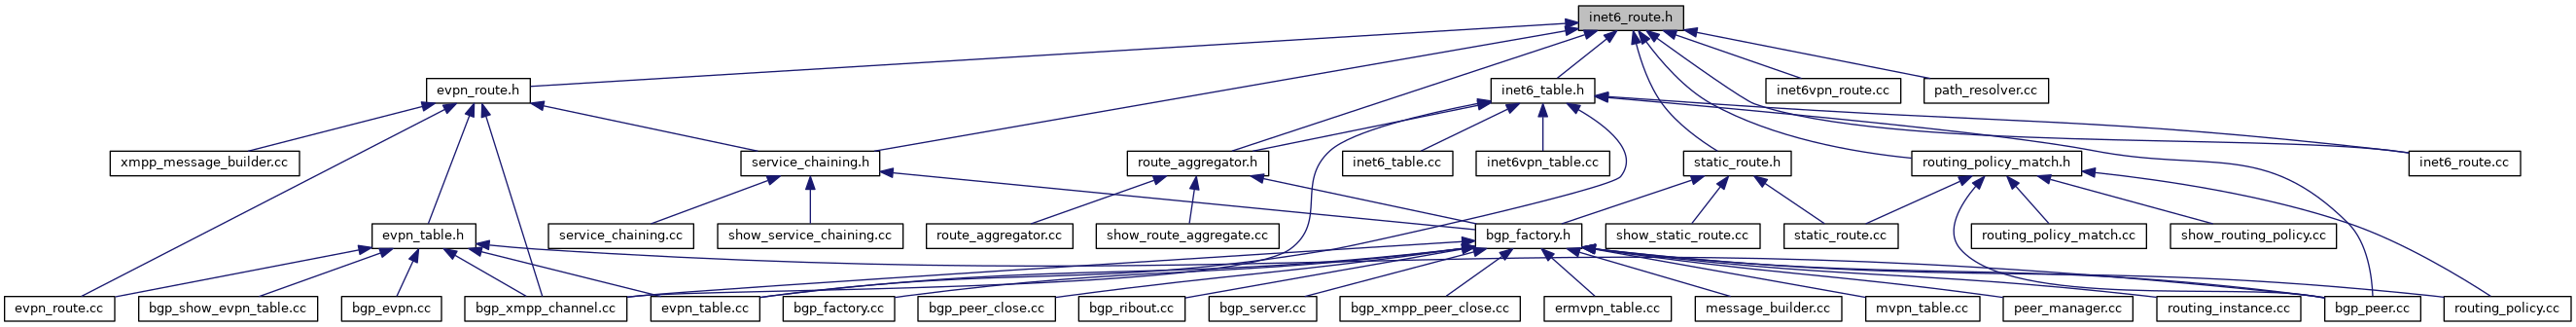 inet6_route.h
evpn_route.h
inet6_table.h
inet6vpn_route.cc
path_resolver.cc
xmpp_message_builder.cc
service_chaining.h
route_aggregator.h
inet6_table.cc
inet6vpn_table.cc
static_route.h
routing_policy_match.h
inet6_route.cc
evpn_table.h
service_chaining.cc
show_service_chaining.cc
route_aggregator.cc
show_route_aggregate.cc
bgp_factory.h
show_static_route.cc
static_route.cc
routing_policy_match.cc
show_routing_policy.cc
evpn_route.cc
bgp_show_evpn_table.cc
bgp_evpn.cc
bgp_xmpp_channel.cc
evpn_table.cc
bgp_factory.cc
bgp_peer_close.cc
bgp_ribout.cc
bgp_server.cc
bgp_xmpp_peer_close.cc
ermvpn_table.cc
message_builder.cc
mvpn_table.cc
peer_manager.cc
routing_instance.cc
bgp_peer.cc
routing_policy.cc